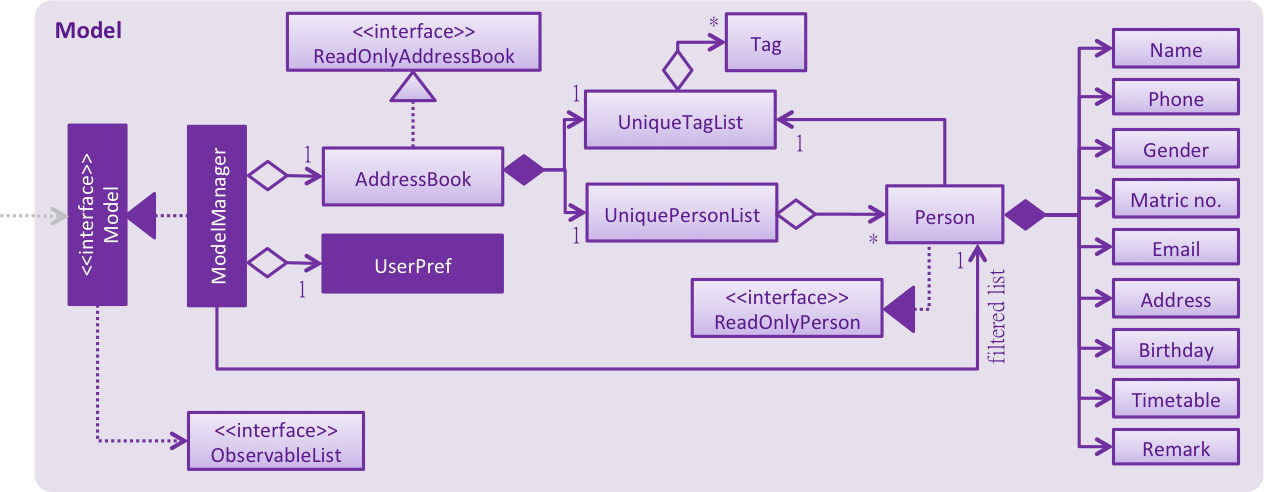 Model
<<interface>>
ReadOnlyAddressBook
*
Tag
Name
Phone
Gender
Matric no.
Email
Address
Birthday
Timetable
Remark
1
UniqueTagList
1
<<interface>>
Model
ModelManager
1
AddressBook
UniquePersonList
1
Person
*
1
UserPref
1
<<interface>>
ReadOnlyPerson
filtered list
<<interface>>
ObservableList